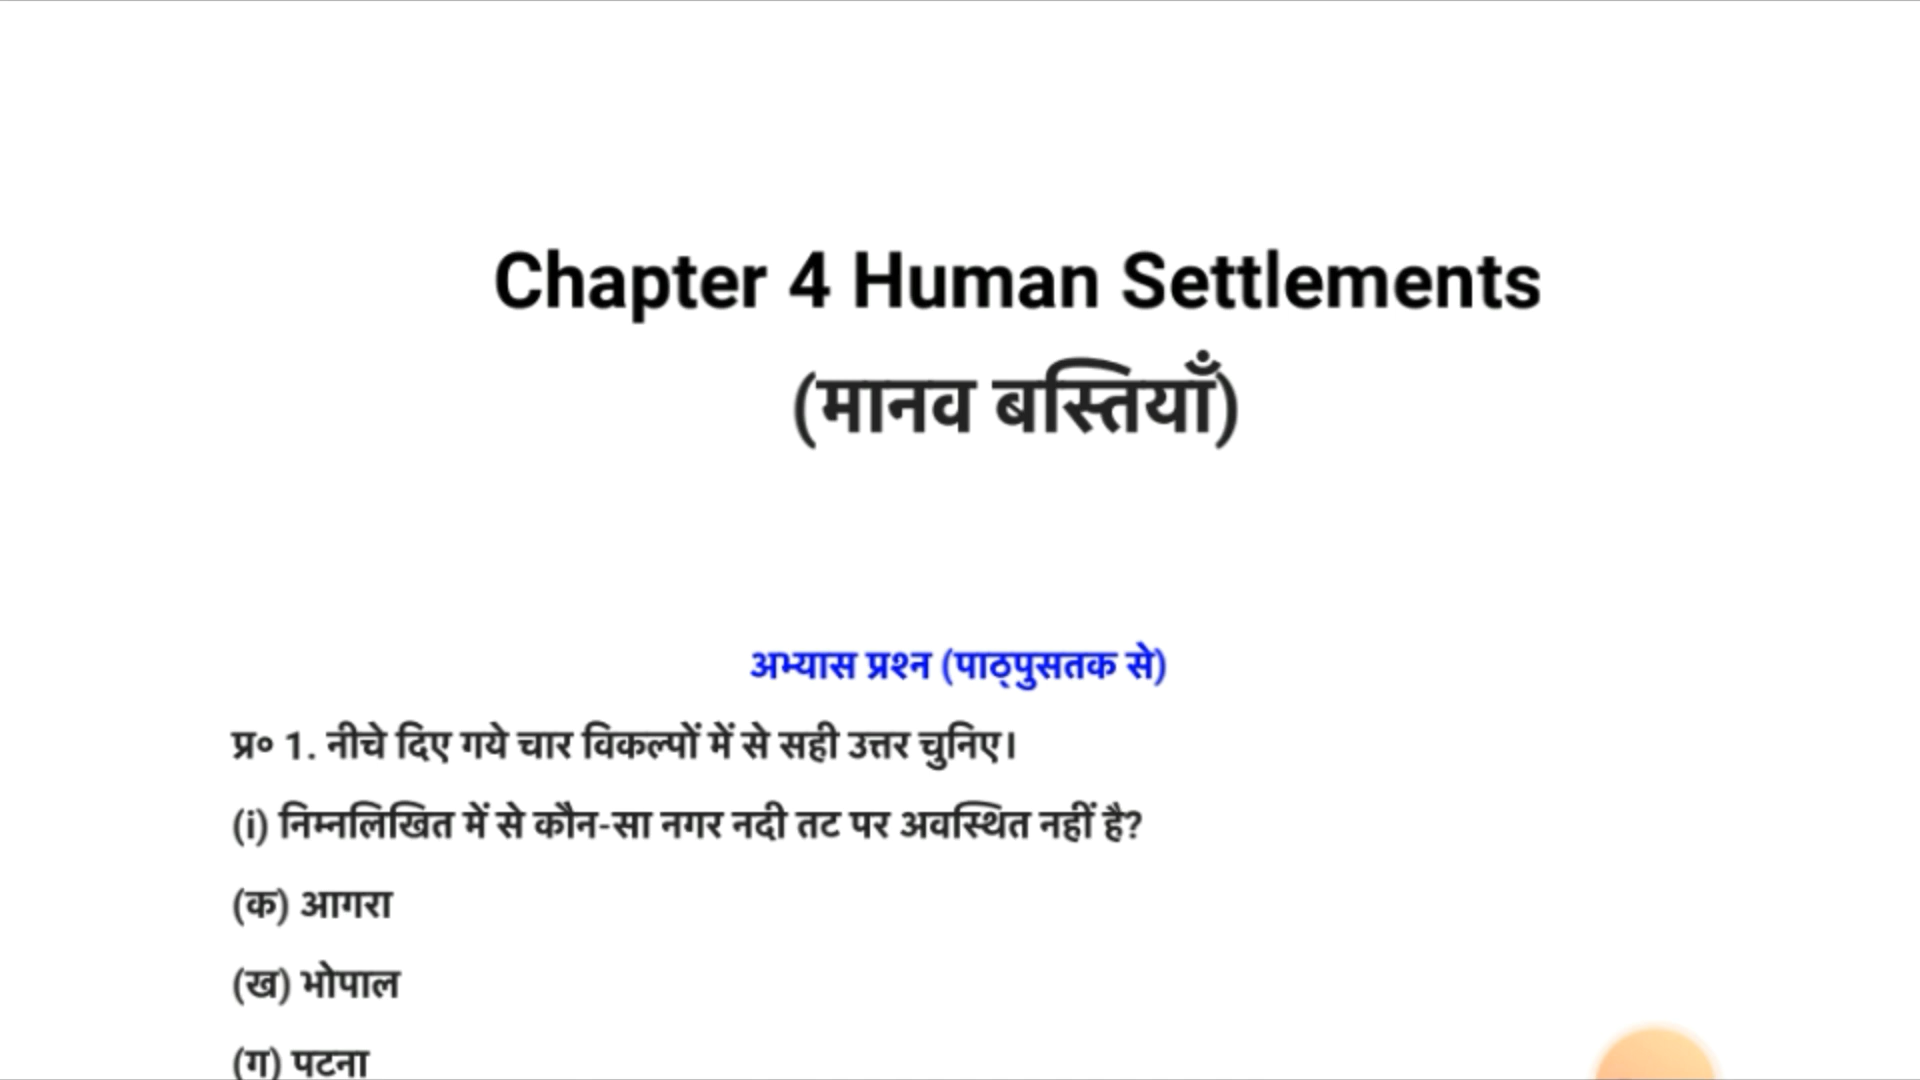 Chapter 4 Human Settlements
(मानव बस्तियाँ)
अभ्यास प्रश्न (पाठ्पुसतक से)
प्र० 1. नीचे दिए गये चार विकल्पों में से सही उत्तर चुनिए।
(i) निम्नलिखित में से कौन-सा नगर नदी तट पर अवस्थित नहीं है?
(क) आगरा
(ख) भोपाल
(ग) पटना